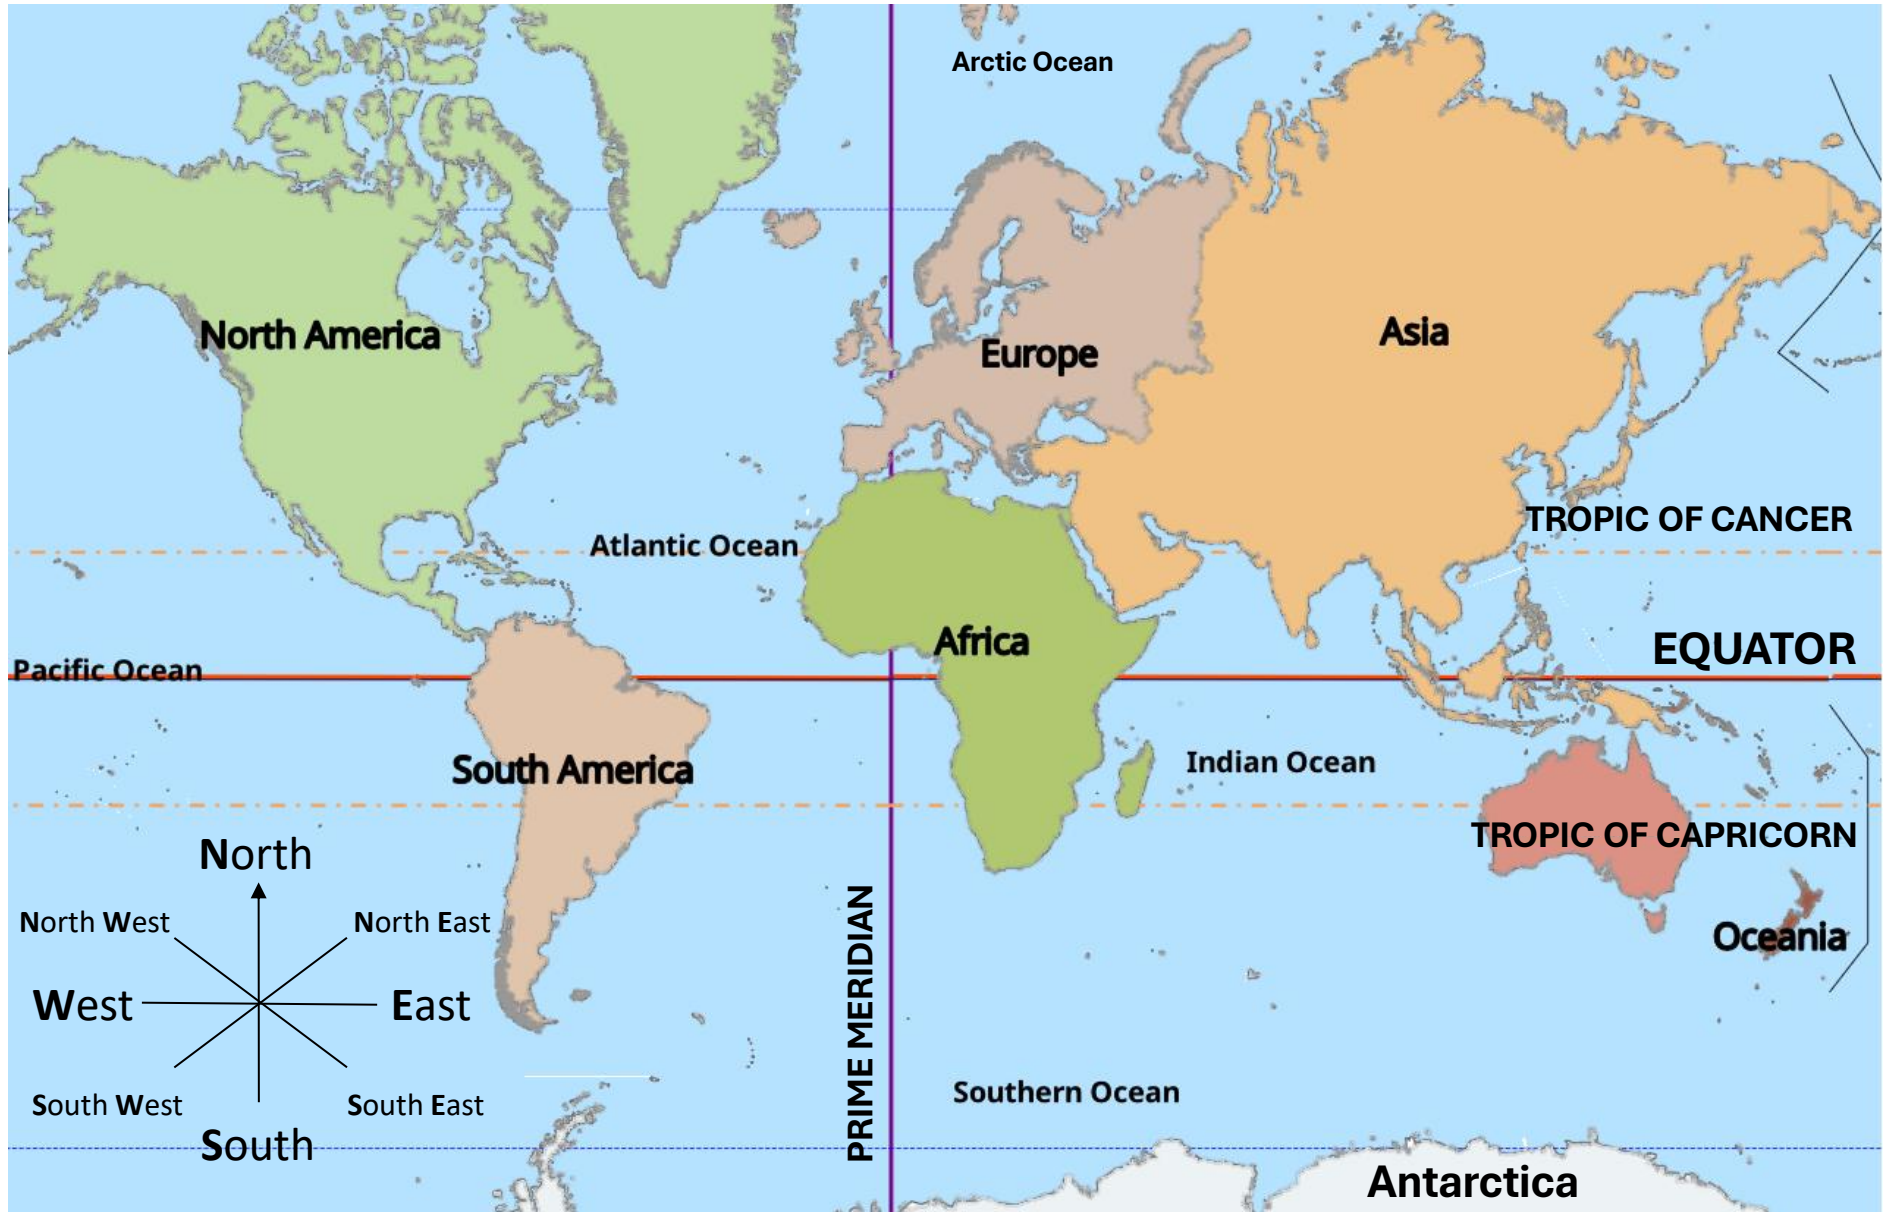 Arctic Ocean
North America
Europe
Asia
TROPIC OF CANCER
Atlantic Ocean
Africa
EQUATOR
Pacific Ocean
South America
Indian Ocean
TROPIC OF CAPRICORN
North
North West
North East
West
East
South West
South East
South
PRIME MERIDIAN
Oceania
Southern Ocean
Antarctica